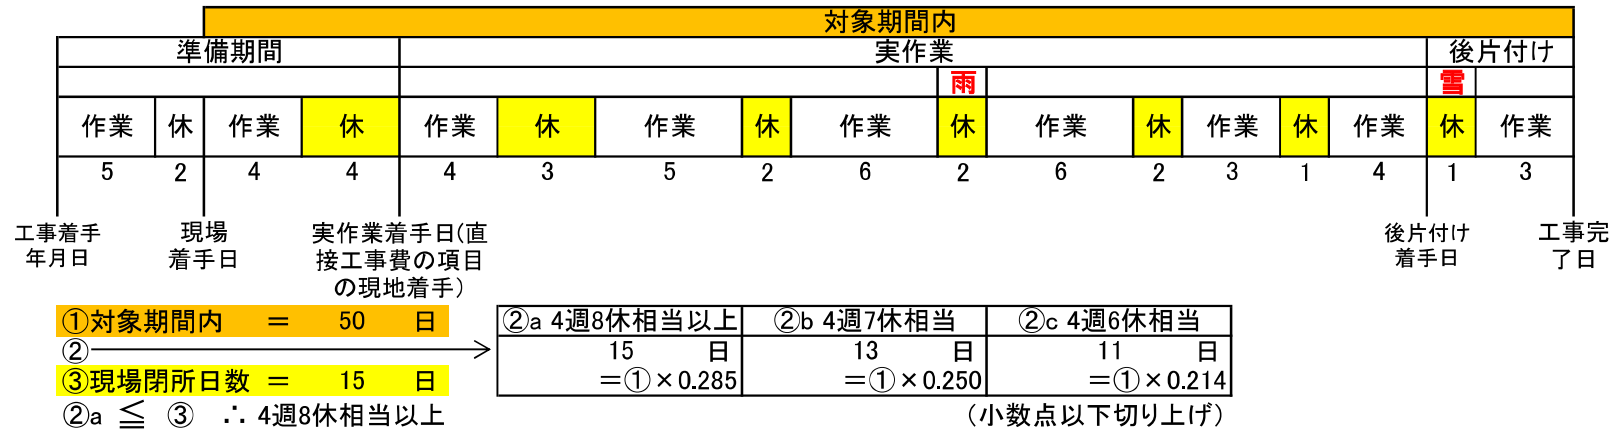 対象期間内
準備期間 実作業 後片付け
雨 雪
作業 休 作業 休 作業 休 作業 休 作業 休 作業 休 作業 休 作業 休 作業
5 2 4 4 4 3 5 2 6 2 6 2 3 1 4 1 3
工事着手
年月日
現場
着手日
実作業着手日(直
接工事費の項目
の現地着手)
後片付け
着手日
工事完
了日
①対象期間内 = 50 日
②
③現場閉所日数 = 15 日
②a ≦ ③ ∴ 4週8休相当以上
②a 4週8休相当以上 ②b 4週7休相当 ②c 4週6休相当
15 日 13 日 11 日
=①×0.285 =①×0.250 =①×0.214
(小数点以下切り上げ)